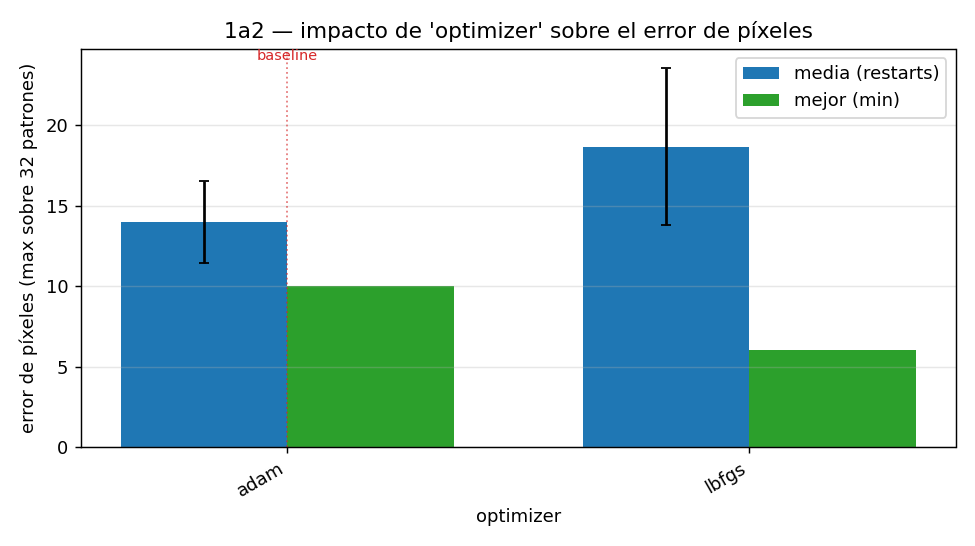 1a2 — impacto de 'optimizer' sobre el error de píxeles
baseline
media (restarts)
mejor (min)
error de píxeles (max sobre 32 patrones)
20
15
10
5
0
adam
lbfgs
optimizer